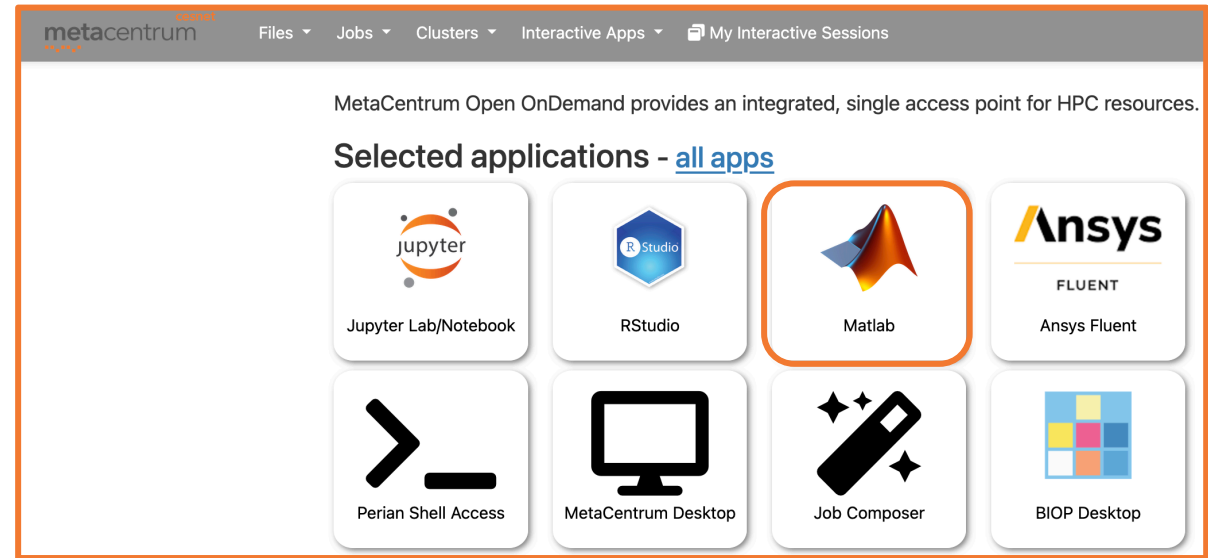 metacentrum
Files Jobs Clusters Interactive Apps My Interactive Sessions
MetaCentrum Open OnDemand provides an integrated, single access point for HPC resources.
Selected applications - all apps
jupyter
R Studio
Ansys
FLUENT
Jupyter Lab/Notebook
RStudio
Matlab
Ansys Fluent
Perian Shell Access
MetaCentrum Desktop
Job Composer
BIOP Desktop